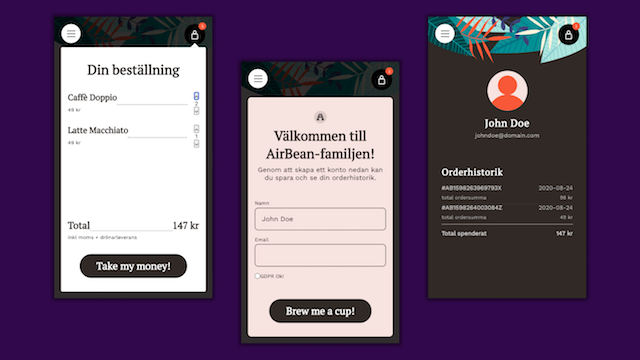 Din beställning
Caffè Doppio
49 kr
2
Latte Macchiato
49 kr
1
Total 147 kr
inkl moms + drönarleverans
Take my money!
Välkommen till
AirBean-familjen!
Genom att skapa ett konto nedan kan
du spara och se din orderhistorik.
Namn
John Doe
Email
GDPR Ok!
Brew me a cup!
John Doe
johndoe@domain.com
Orderhistorik
#AB1598263969793X 2020-08-24
total ordersumma 98 kr
#AB1598264003084Z 2020-08-24
total ordersumma 49 kr
Total spenderat 147 kr